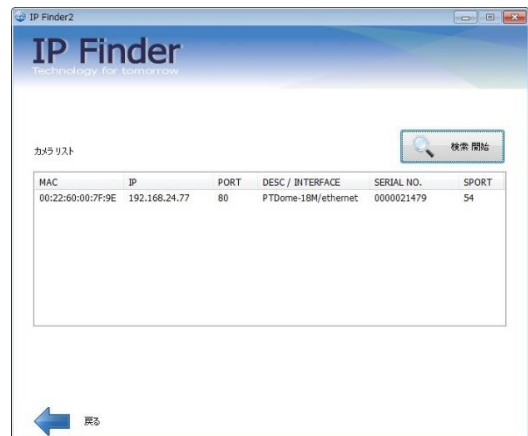 IP Finder2
IP Finder
Technology for tomorrow
検索 開始
カメラ リスト
MAC IP PORT DESC / INTERFACE SERIAL NO. SPORT
00:22:60:00:7F:9E 192.168.24.77 80 PTDome-18M/ethernet 0000021479 54
戻る